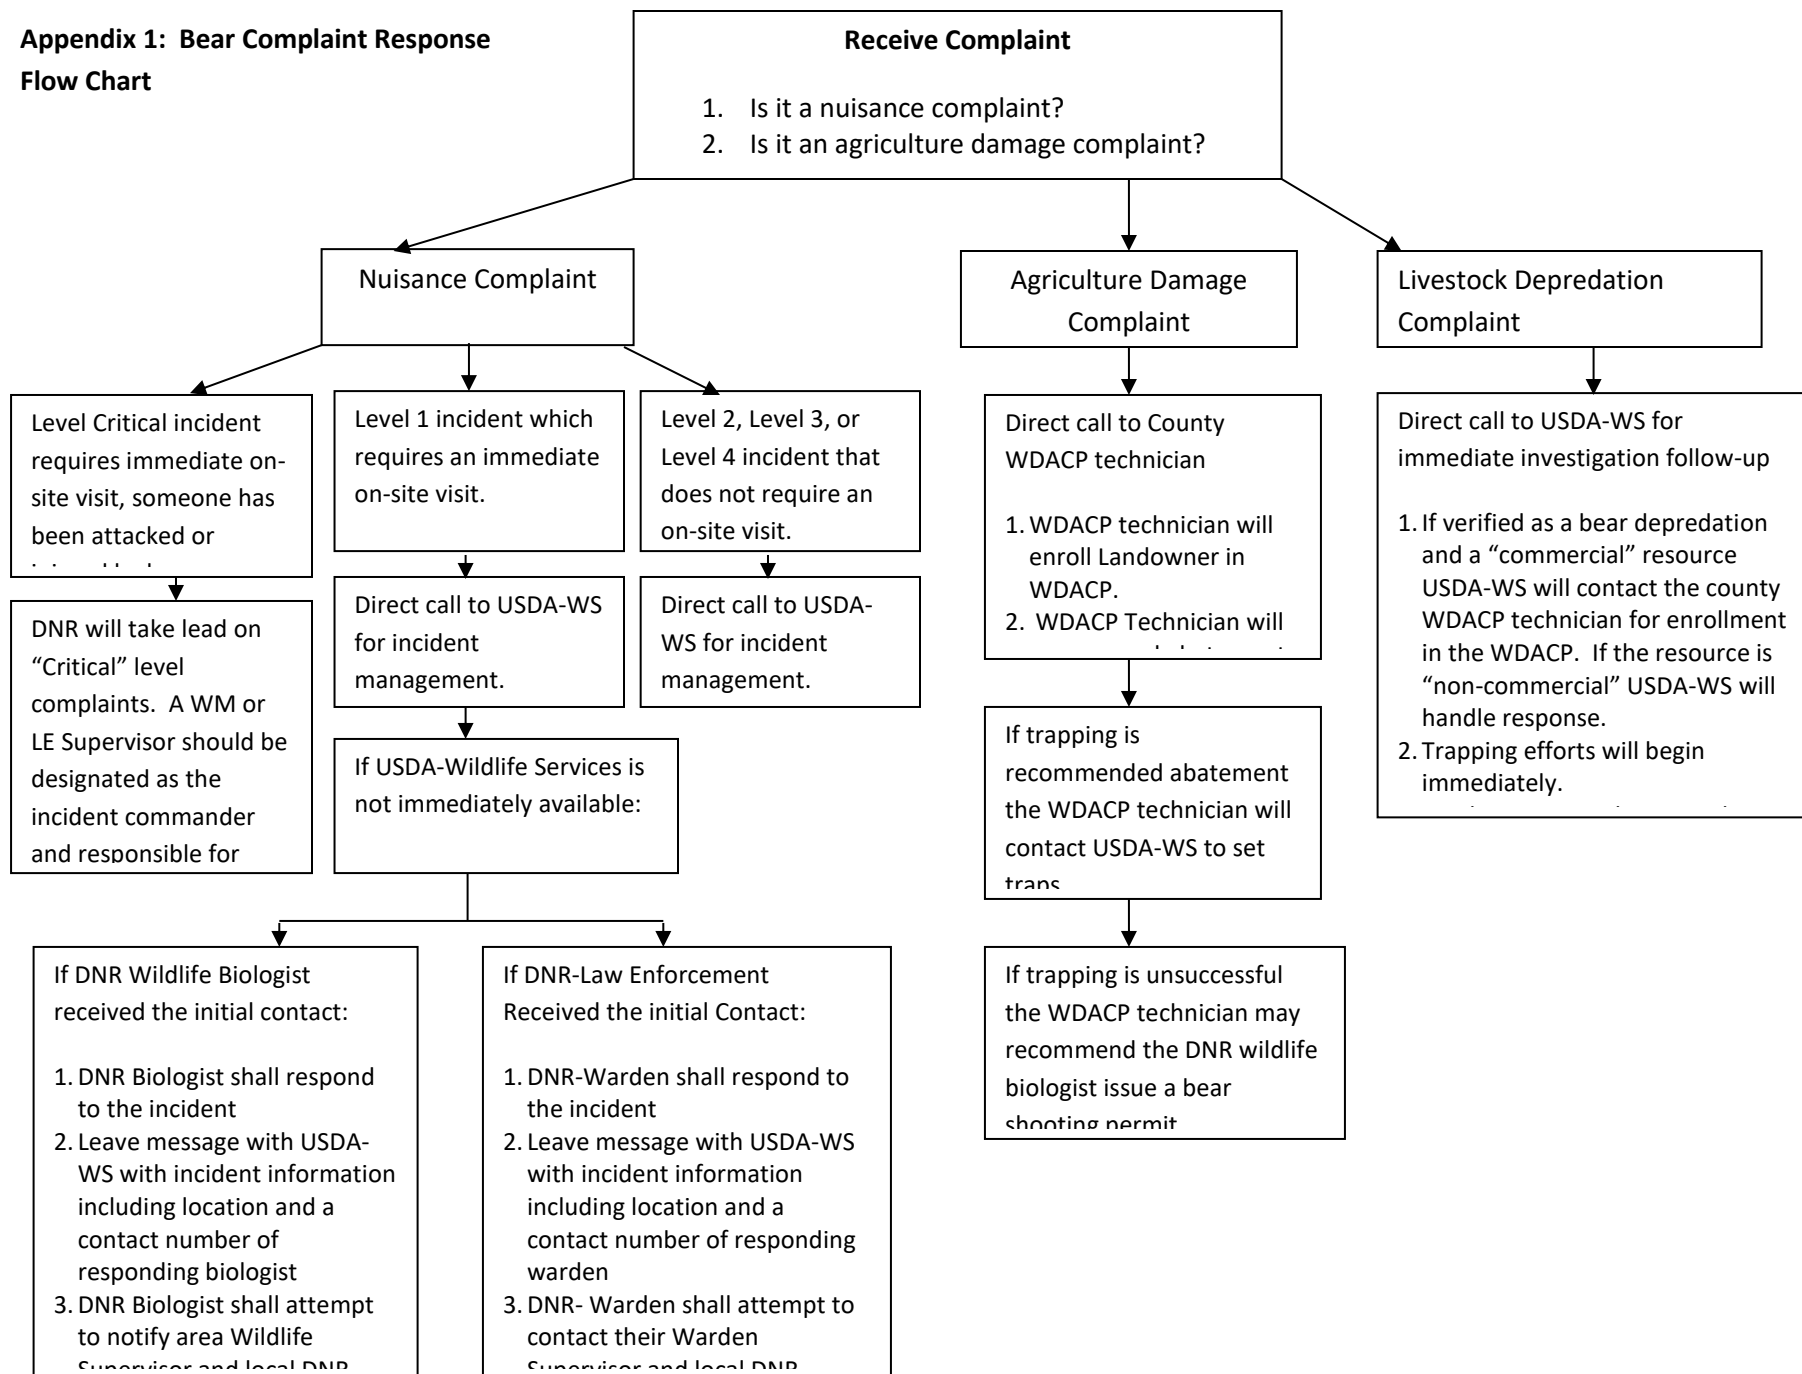 Appendix 1: Bear Complaint Response
Flow Chart
Receive Complaint
1. Is it a nuisance complaint?
2. Is it an agriculture damage complaint?
Nuisance Complaint
Agriculture Damage
Complaint
Livestock Depredation
Complaint
Level Critical incident
requires immediate on-
site visit, someone has
been attacked or
Level 1 incident which
requires an immediate
on-site visit.
Level 2, Level 3, or
Level 4 incident that
does not require an
on-site visit.
Direct call to County
WDACP technician
1. WDACP technician will
enroll Landowner in
WDACP.
2. WDACP Technician will
Direct call to USDA-WS for
immediate investigation follow-up
1. If verified as a bear depredation
and a “commercial” resource
USDA-WS will contact the county
WDACP technician for enrollment
in the WDACP. If the resource is
“non-commercial” USDA-WS will
handle response.
2. Trapping efforts will begin
immediately.
DNR will take lead on
“Critical” level
complaints. A WM or
LE Supervisor should be
designated as the
incident commander
and responsible for
Direct call to USDA-WS
for incident
management.
Direct call to USDA-
WS for incident
management.
If USDA-Wildlife Services is
not immediately available:
If trapping is
recommended abatement
the WDACP technician will
contact USDA-WS to set
traps
If DNR Wildlife Biologist
received the initial contact:
1. DNR Biologist shall respond
to the incident
2. Leave message with USDA-
WS with incident information
including location and a
contact number of
responding biologist
3. DNR Biologist shall attempt
to notify area Wildlife
Supervisor and local DNR
If DNR-Law Enforcement
Received the initial Contact:
1. DNR-Warden shall respond to
the incident
2. Leave message with USDA-WS
with incident information
including location and a
contact number of responding
warden
3. DNR- Warden shall attempt to
contact their Warden
Supervisor and local DNR
If trapping is unsuccessful
the WDACP technician may
recommend the DNR wildlife
biologist issue a bear
shooting permit